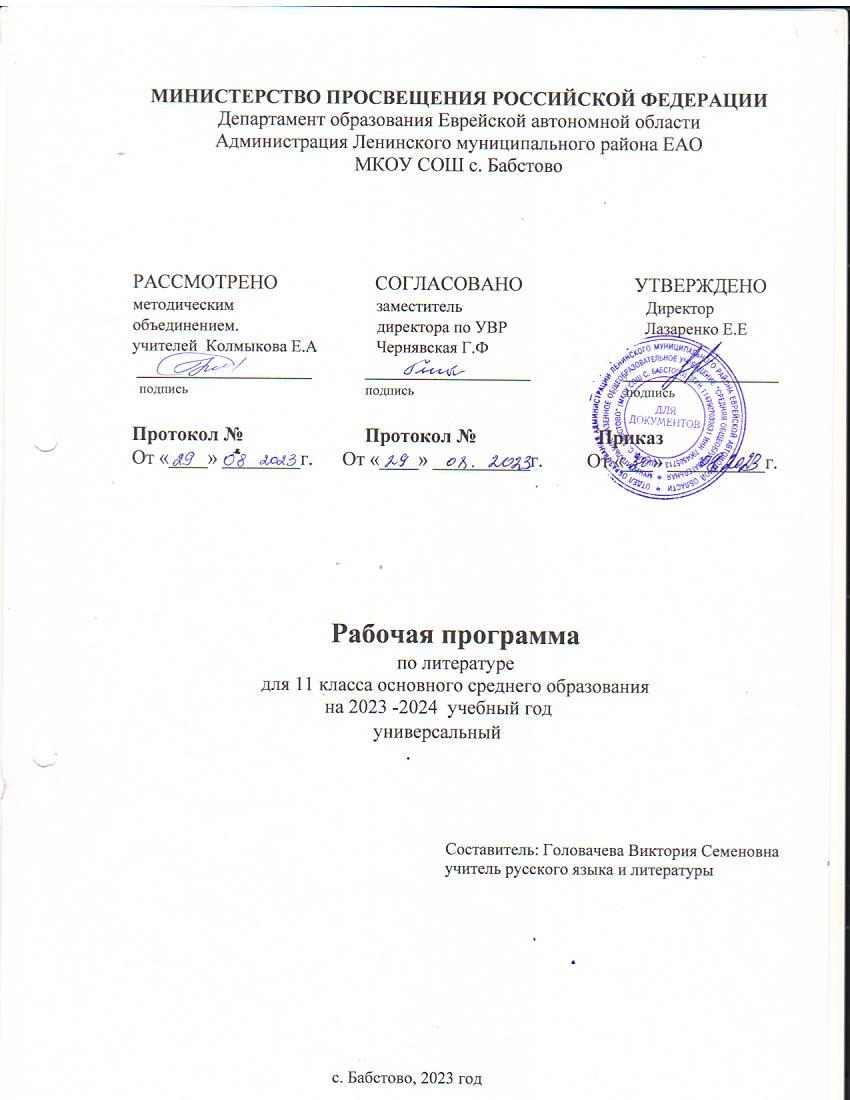 МИНИСТЕРСТВО ПРОСВЕЩЕНИЯ РОССИЙСКОЙ ФЕДЕРАЦИИ
Департамент образования Еврейской автономной области
Администрация Ленинского муниципального района ЕАО
МКОУ СОШ с. Бабстово
РАССМОТРЕНО
методическим
объединением.
учителей Колмыкова Е.А
подпись
Протокол №
От «29» 08 2023 г.
СОГЛАСОВАНО
заместитель
директора по УВР
Чернявская Г.Ф
подпись
Протокол №
От «29» 08. 2023г.
УТВЕРЖДЕНО
Директор
Лазаренко Е.Е
подпись
Приказ
От « » 2023 г.
ДЛЯ
ДОКУМЕНТОВ
Рабочая программа
по литературе
для 11 класса основного среднего образования
на 2023 -2024 учебный год
универсальный
Составитель: Головачева Виктория Семеновна
учитель русского языка и литературы
с. Бабстово, 2023 год